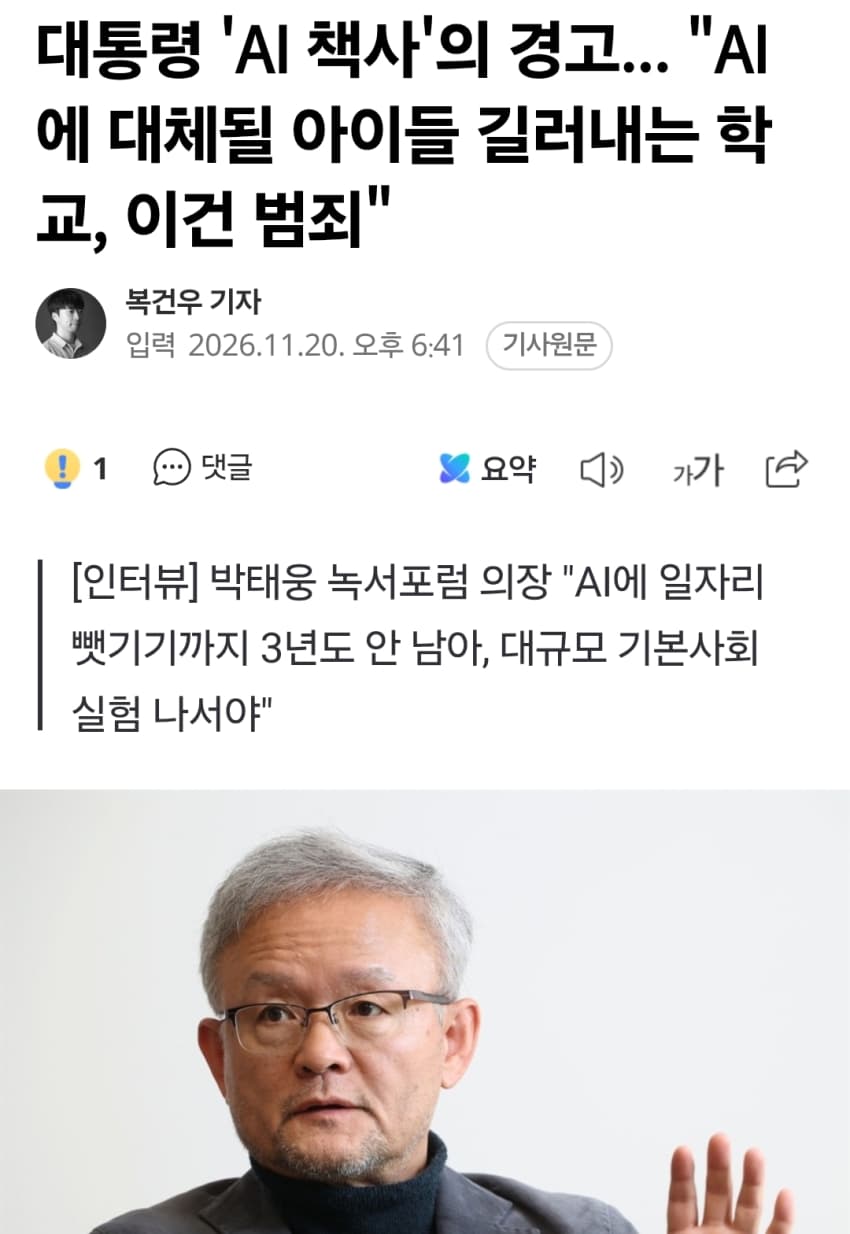 대통령 'AI 책사'의 경고... "AI
에 대체될 아이들 길러내는 학
교, 이건 범죄"
복건우 기자
입력 2026.11.20. 오후 6:41 기사원문
1 댓글 요약 가가
[인터뷰] 박태웅 녹서포럼 의장 "AI에 일자리
뺏기기까지 3년도 안 남아, 대규모 기본사회
실험 나서야"